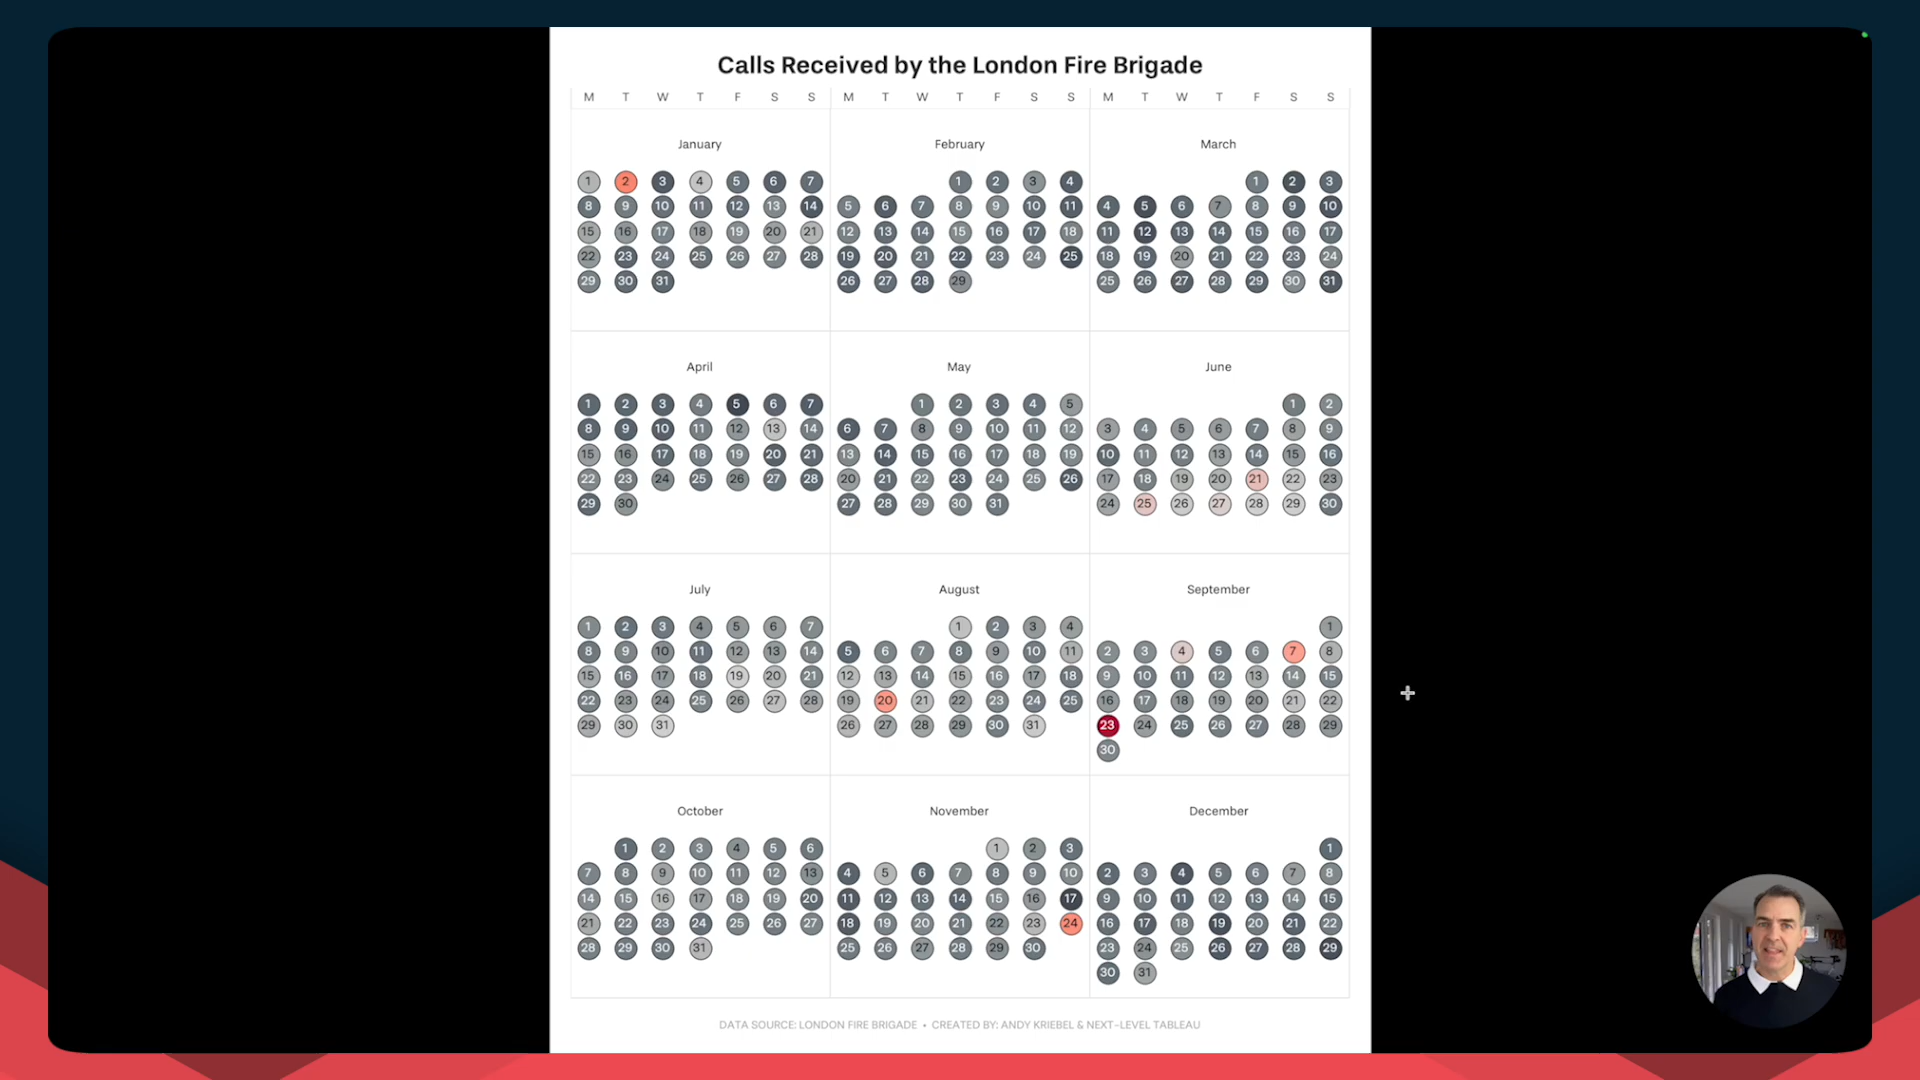 Calls Received by the London Fire Brigade
M T W T F S S M T W T F S S M T W T F S S
January February March
1 2 3 4 5 6 7 1 2 3 4 1 2 3
8 9 10 11 12 13 14 5 6 7 8 9 10 11 4 5 6 7 8 9 10
15 16 17 18 19 20 21 12 13 14 15 16 17 18 11 12 13 14 15 16 17
22 23 24 25 26 27 28 19 20 21 22 23 24 25 18 19 20 21 22 23 24
29 30 31 26 27 28 29 25 26 27 28 29 30 31
April May June
1 2 3 4 5 6 7 1 2 3 4 5 1 2
8 9 10 11 12 13 14 6 7 8 9 10 11 12 3 4 5 6 7 8 9
15 16 17 18 19 20 21 13 14 15 16 17 18 19 10 11 12 13 14 15 16
22 23 24 25 26 27 28 20 21 22 23 24 25 26 17 18 19 20 21 22 23
29 30 27 28 29 30 31 24 25 26 27 28 29 30
July August September
1 2 3 4 5 6 7 1 2 3 4 1
8 9 10 11 12 13 14 5 6 7 8 9 10 11 2 3 4 5 6 7 8
15 16 17 18 19 20 21 12 13 14 15 16 17 18 9 10 11 12 13 14 15
22 23 24 25 26 27 28 19 20 21 22 23 24 25 16 17 18 19 20 21 22
29 30 31 26 27 28 29 30 31 23 24 25 26 27 28 29
30
October November December
1 2 3 4 5 6 1 2 3 1
7 8 9 10 11 12 13 4 5 6 7 8 9 10 2 3 4 5 6 7 8
14 15 16 17 18 19 20 11 12 13 14 15 16 17 9 10 11 12 13 14 15
21 22 23 24 25 26 27 18 19 20 21 22 23 24 16 17 18 19 20 21 22
28 29 30 31 25 26 27 28 29 30 23 24 25 26 27 28 29
30 31
DATA SOURCE: LONDON FIRE BRIGADE • CREATED BY: ANDY KRIEBEL & NEXT-LEVEL TABLEAU